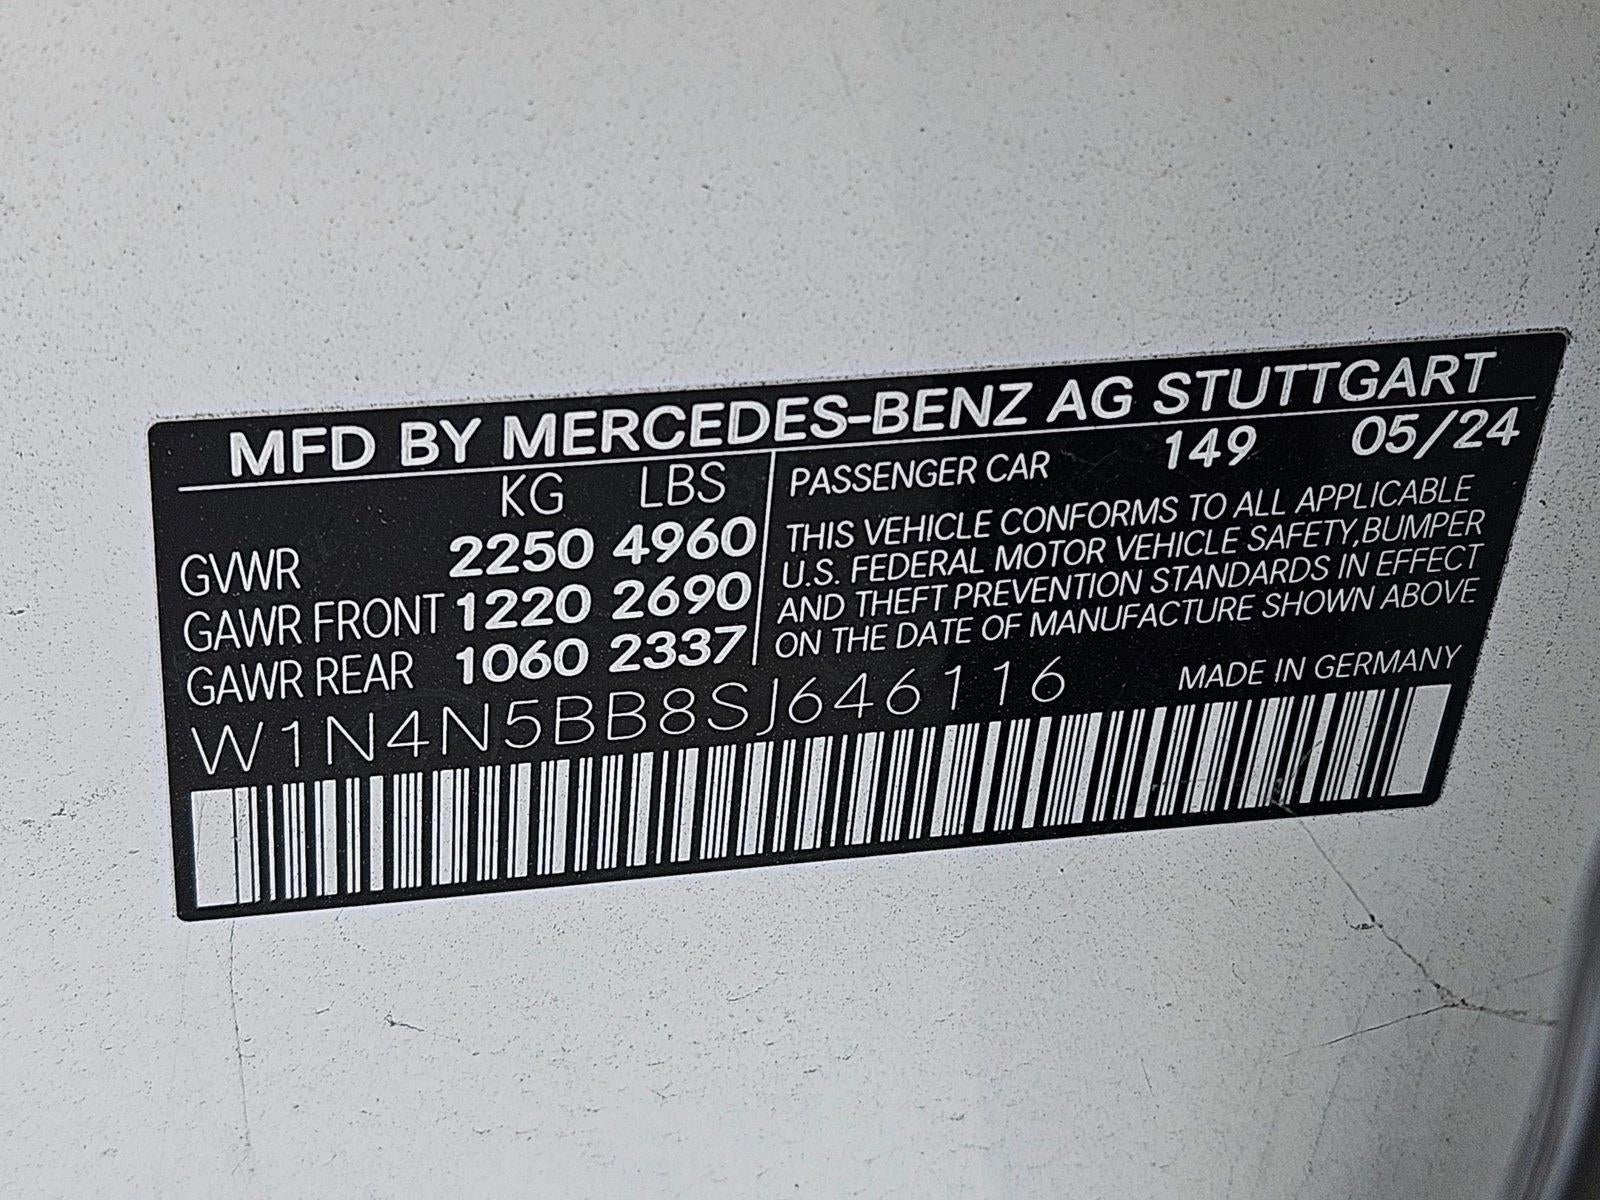 MFD BY MERCEDES-BENZ AG STUTTGART
KG LBS
GVWR 2250 4960
GAWR FRONT 1220 2690
GAWR REAR 1060 2337
PASSENGER CAR 149 05/24
THIS VEHICLE CONFORMS TO ALL APPLICABLE
U.S. FEDERAL MOTOR VEHICLE SAFETY,BUMPER
AND THEFT PREVENTION STANDARDS IN EFFECT
ON THE DATE OF MANUFACTURE SHOWN ABOVE
W1N4N5BB8SJ646116
MADE IN GERMANY